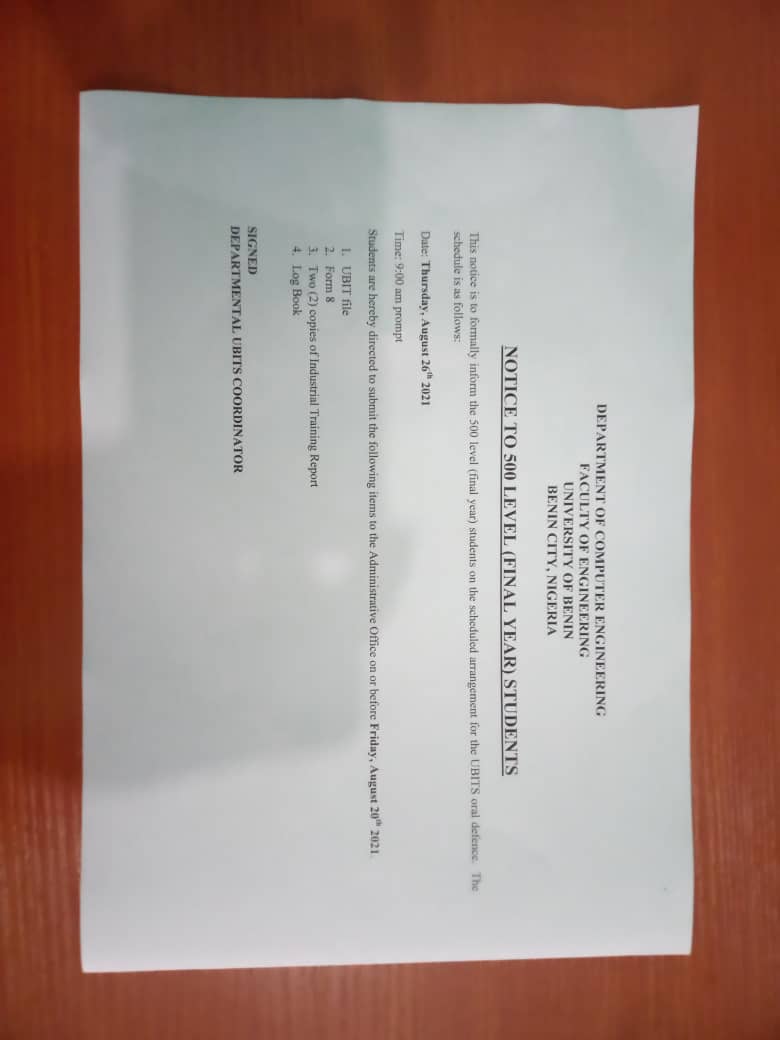 DEPARTMENT OF COMPUTER ENGINEERING
FACULTY OF ENGINEERING
UNIVERSITY OF BENIN
BENIN CITY, NIGERIA
NOTICE TO 500 LEVEL (FINAL YEAR) STUDENTS
This notice is to formally inform the 500 level (final year) students on the scheduled arrangement for the UBITS oral defence. The
schedule is as follows:
Date: Thursday, August 26th 2021
Time: 9:00 am prompt
Students are hereby directed to submit the following items to the Administrative Office on or before Friday, August 20th 2021.
1. UBIT file
2. Form 8
3. Two (2) copies of Industrial Training Report
4. Log Book
SIGNED
DEPARTMENTAL UBITS COORDINATOR